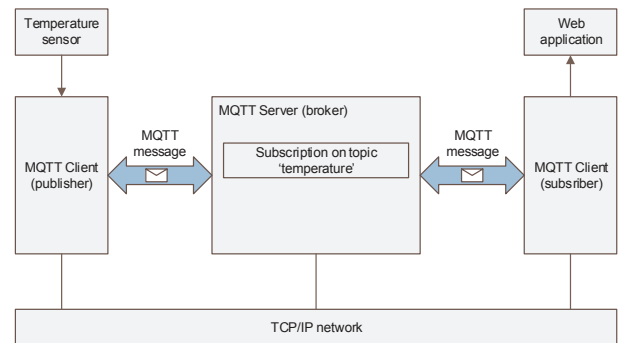 Temperature
sensor
Web
application
MQTT Server (broker)
MQTT
message
MQTT
message
Subscription on topic
'temperature'
MQTT Client
(publisher)
MQTT Client
(subsriber)
TCP/IP network